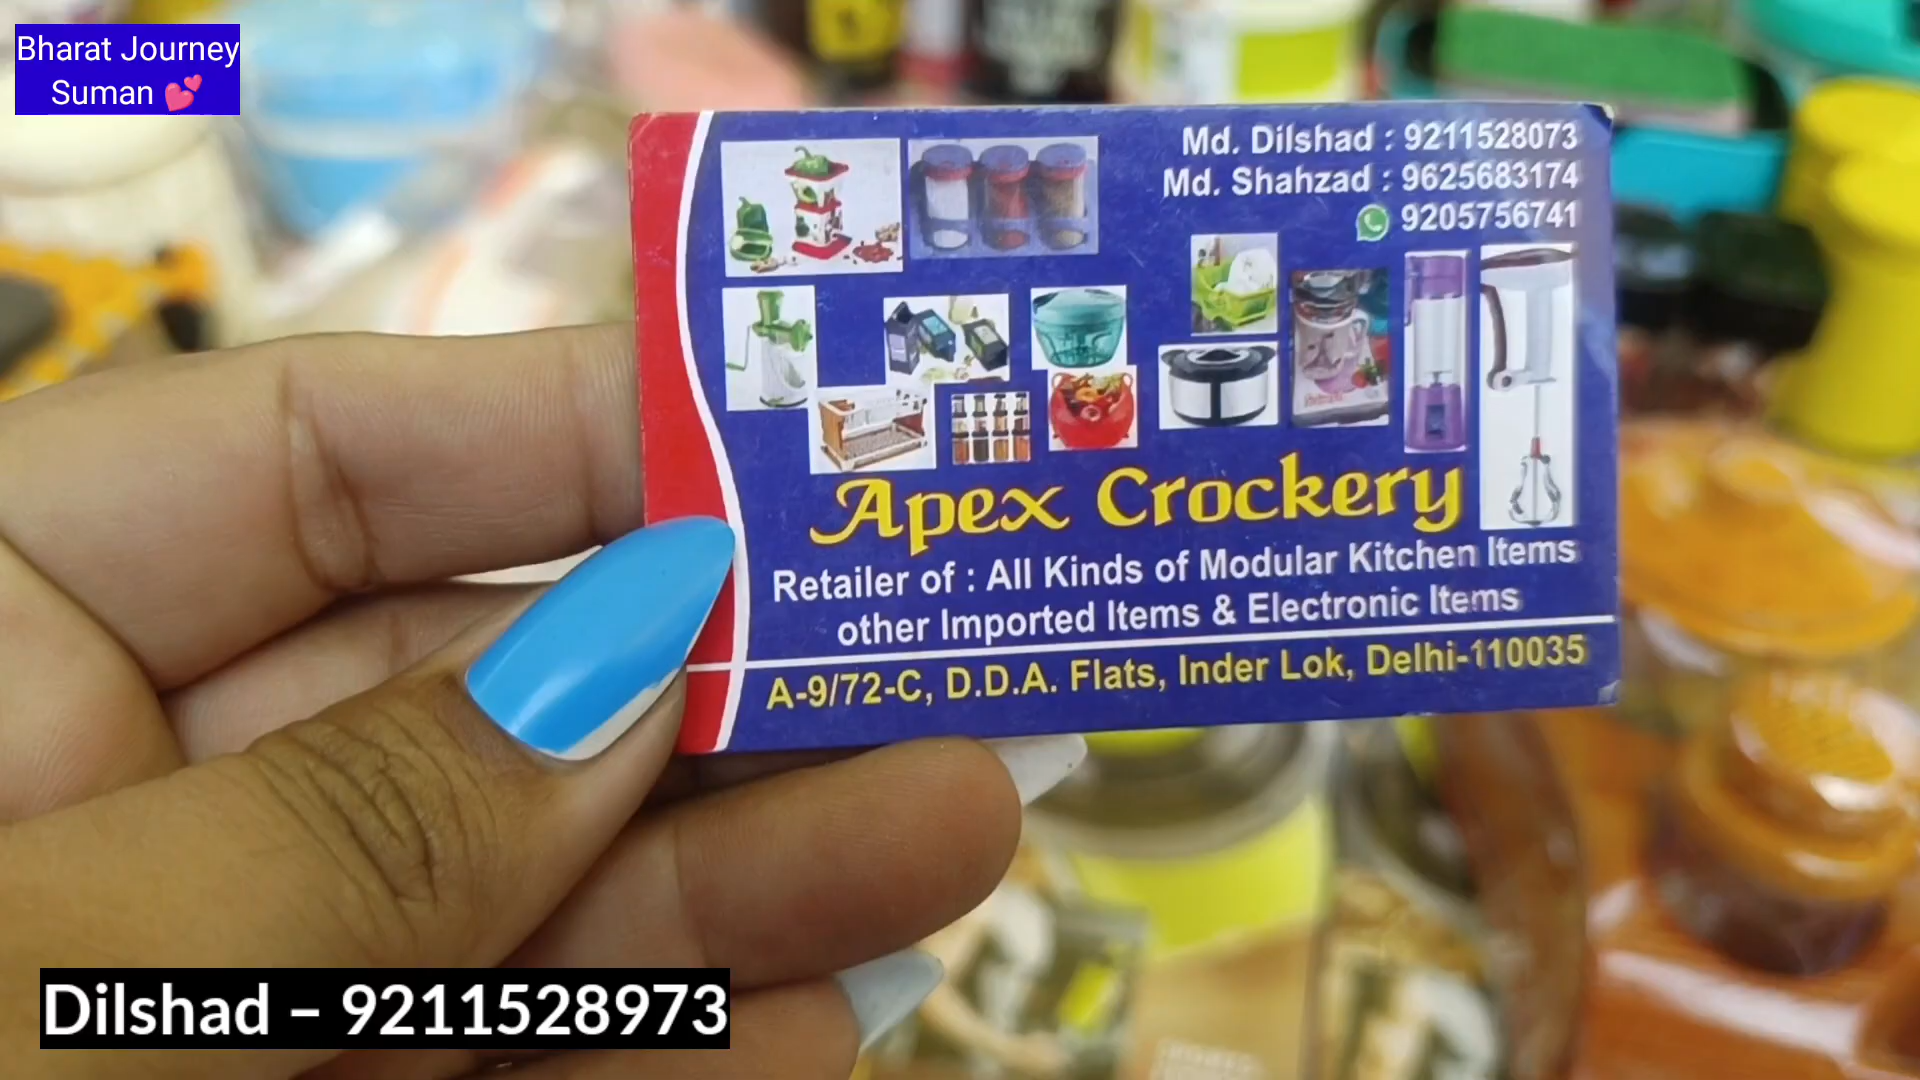 Bharat Journey
Suman 💕
Md. Dilshad : 9211528073
Md. Shahzad : 9625683174
9205756741
Apex Crockery
Retailer of : All Kinds of Modular Kitchen Items
other Imported Items & Electronic Items
A-9/72-C, D.D.A. Flats, Inder Lok, Delhi-110035
Dilshad – 9211528973